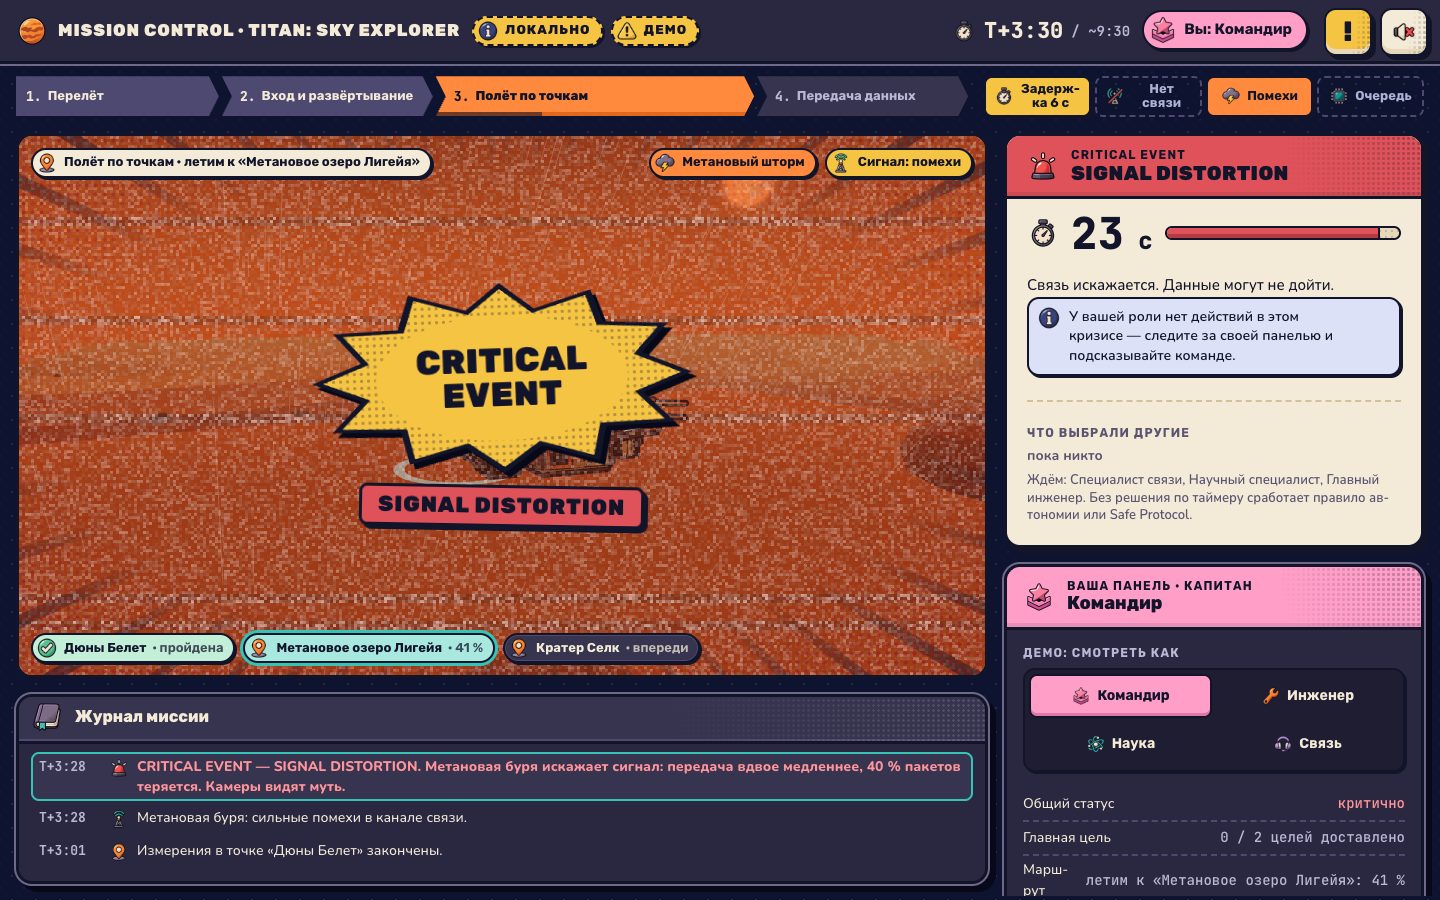 MISSION CONTROL · TITAN: SKY EXPLORER
ЛОКАЛЬНО
ДЕМО
T+3:30 / ~9:30
Вы: Командир
!
1. Перелёт
2. Вход и развёртывание
3. Полёт по точкам
4. Передача данных
Задерж-
ка 6 с
Нет
связи
Помехи
Очередь
Полёт по точкам · летим к «Метановое озеро Лигейя»
Метановый шторм
Сигнал: помехи
CRITICAL
EVENT
SIGNAL DISTORTION
Дюны Белет · пройдена
Метановое озеро Лигейя · 41 %
Кратер Селк · впереди
CRITICAL EVENT
SIGNAL DISTORTION
23 с
Связь искажается. Данные могут не дойти.
У вашей роли нет действий в этом
кризисе — следите за своей панелью и
подсказывайте команде.
ЧТО ВЫБРАЛИ ДРУГИЕ
пока никто
Ждём: Специалист связи, Научный специалист, Главный
инженер. Без решения по таймеру сработает правило ав-
тономии или Safe Protocol.
Журнал миссии
T+3:28 CRITICAL EVENT — SIGNAL DISTORTION. Метановая буря искажает сигнал: передача вдвое медленнее, 40 % пакетов
теряется. Камеры видят муть.
T+3:28 Метановая буря: сильные помехи в канале связи.
T+3:01 Измерения в точке «Дюны Белет» закончены.
ВАША ПАНЕЛЬ · КАПИТАН
Командир
ДЕМО: СМОТРЕТЬ КАК
Командир
Инженер
Наука
Связь
Общий статус критично
Главная цель 0 / 2 целей доставлено
Марш-
рут летим к «Метановое озеро Лигейя»: 41 %